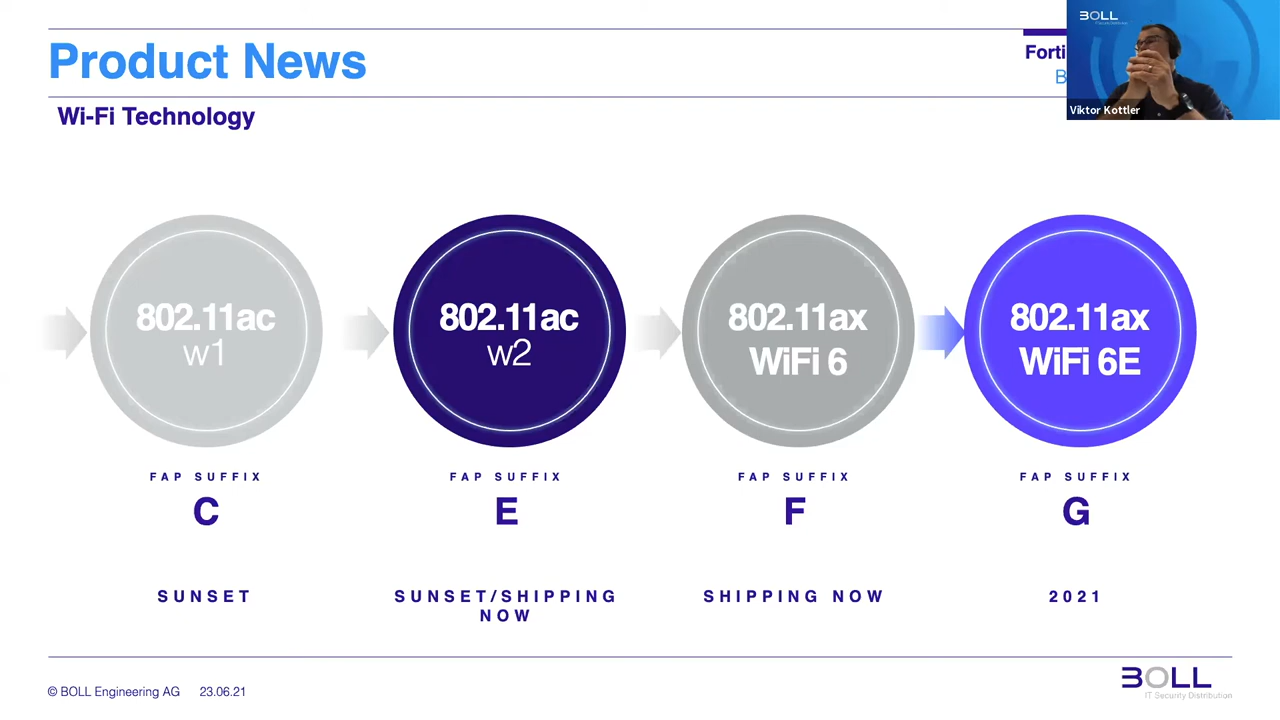 Product News
Forti
B
Wi-Fi Technology
BOLL
Viktor Kottler
802.11ac
w1
802.11ac
w2
802.11ax
WiFi 6
802.11ax
WiFi 6E
FAP SUFFIX
C
FAP SUFFIX
E
FAP SUFFIX
F
FAP SUFFIX
G
SUNSET
SUNSET/SHIPPING
NOW
SHIPPING NOW
2021
© BOLL Engineering AG 23.06.21
BOLL
IT Security Distribution